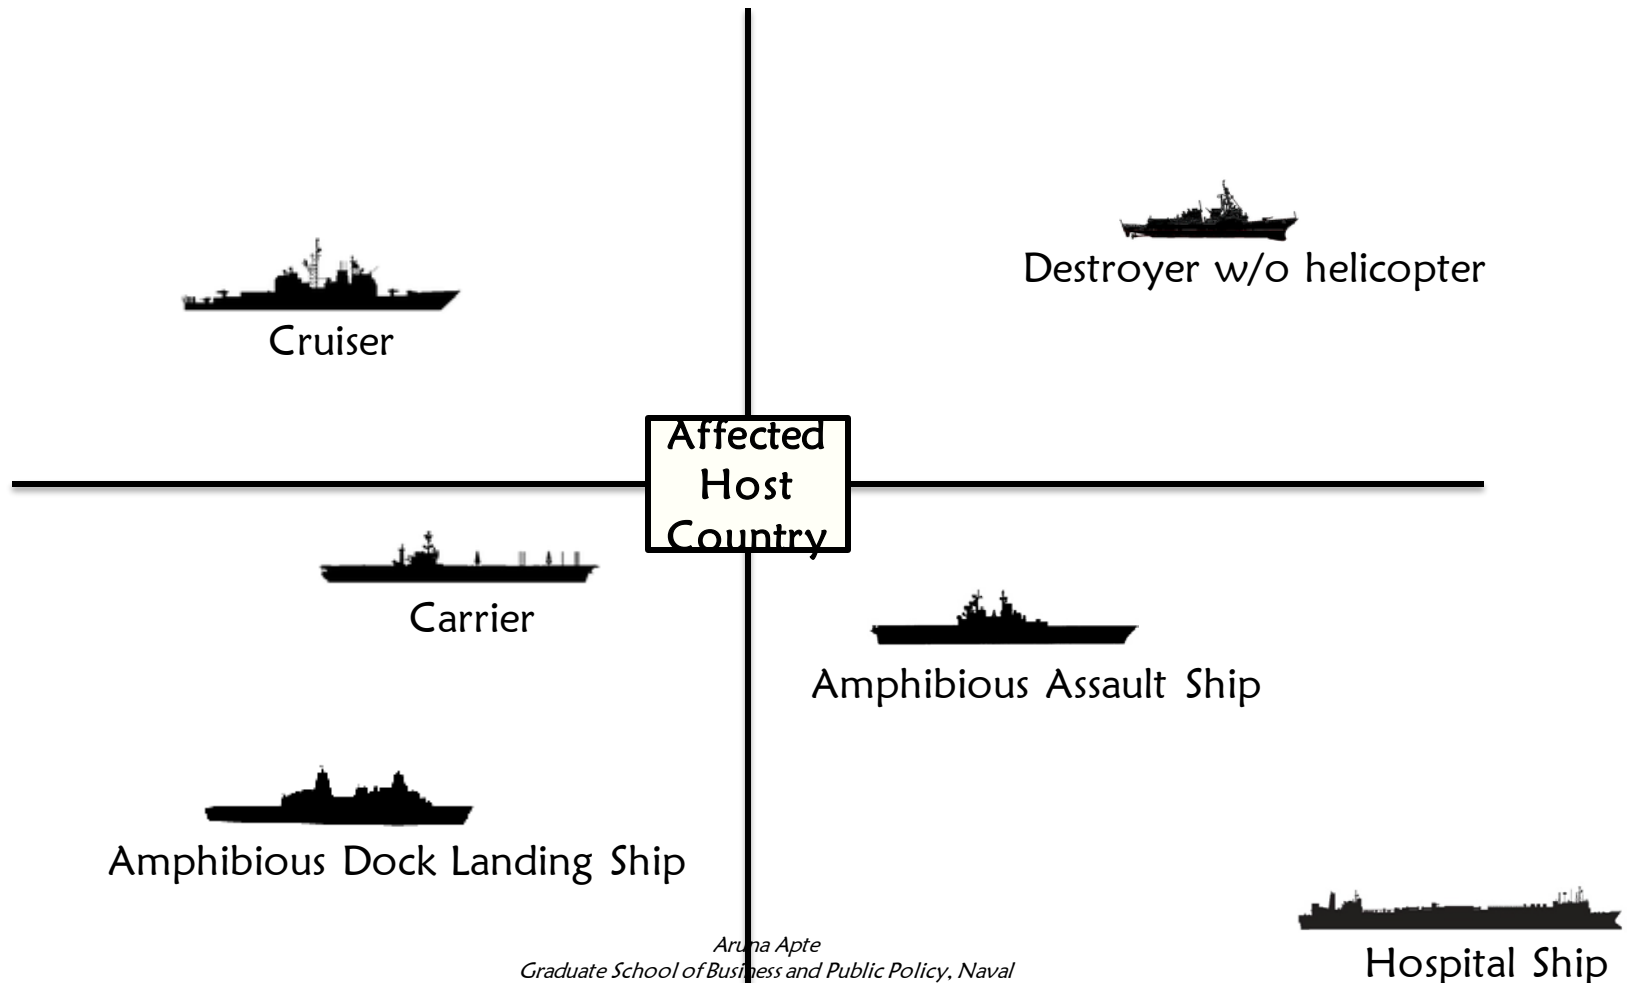 Destroyer w/o helicopter
Cruiser
Affected
Host
Country
Carrier
Amphibious Assault Ship
Amphibious Dock Landing Ship
Aruna Apte
Graduate School of Business and Public Policy, Naval
Hospital Ship